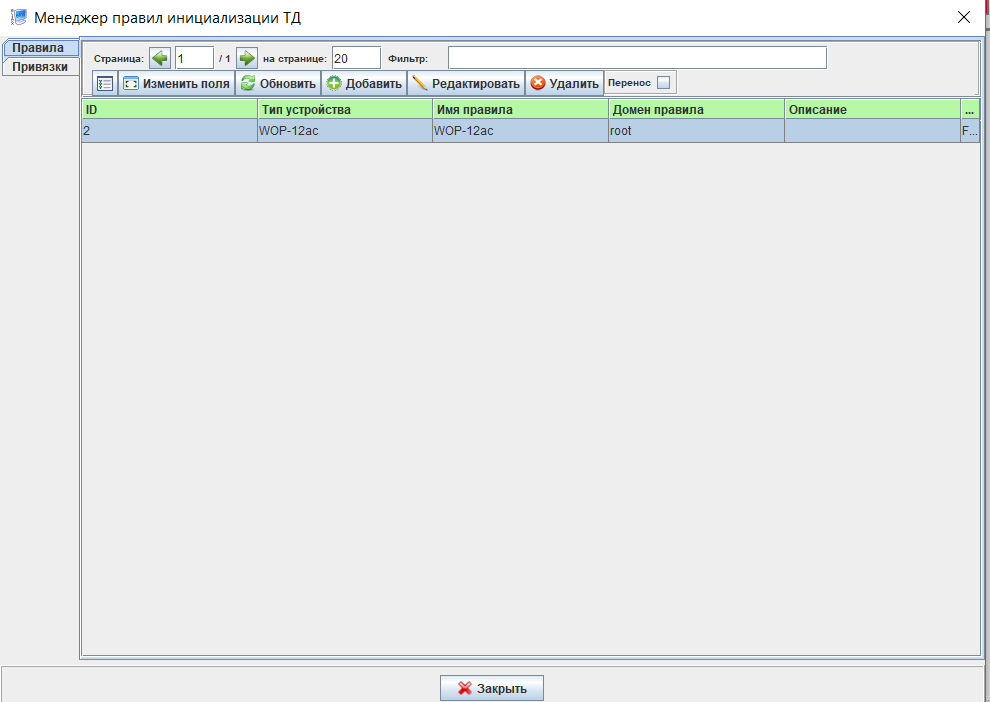 Менеджер правил инициализации ТД
Правила
Привязки
Страница: 1 / 1 на странице: 20 Фильтр:
Изменить поля Обновить Добавить Редактировать Удалить Перенос
ID Тип устройства Имя правила Домен правила Описание ...
2 WOP-12ac WOP-12ac root F...
Закрыть